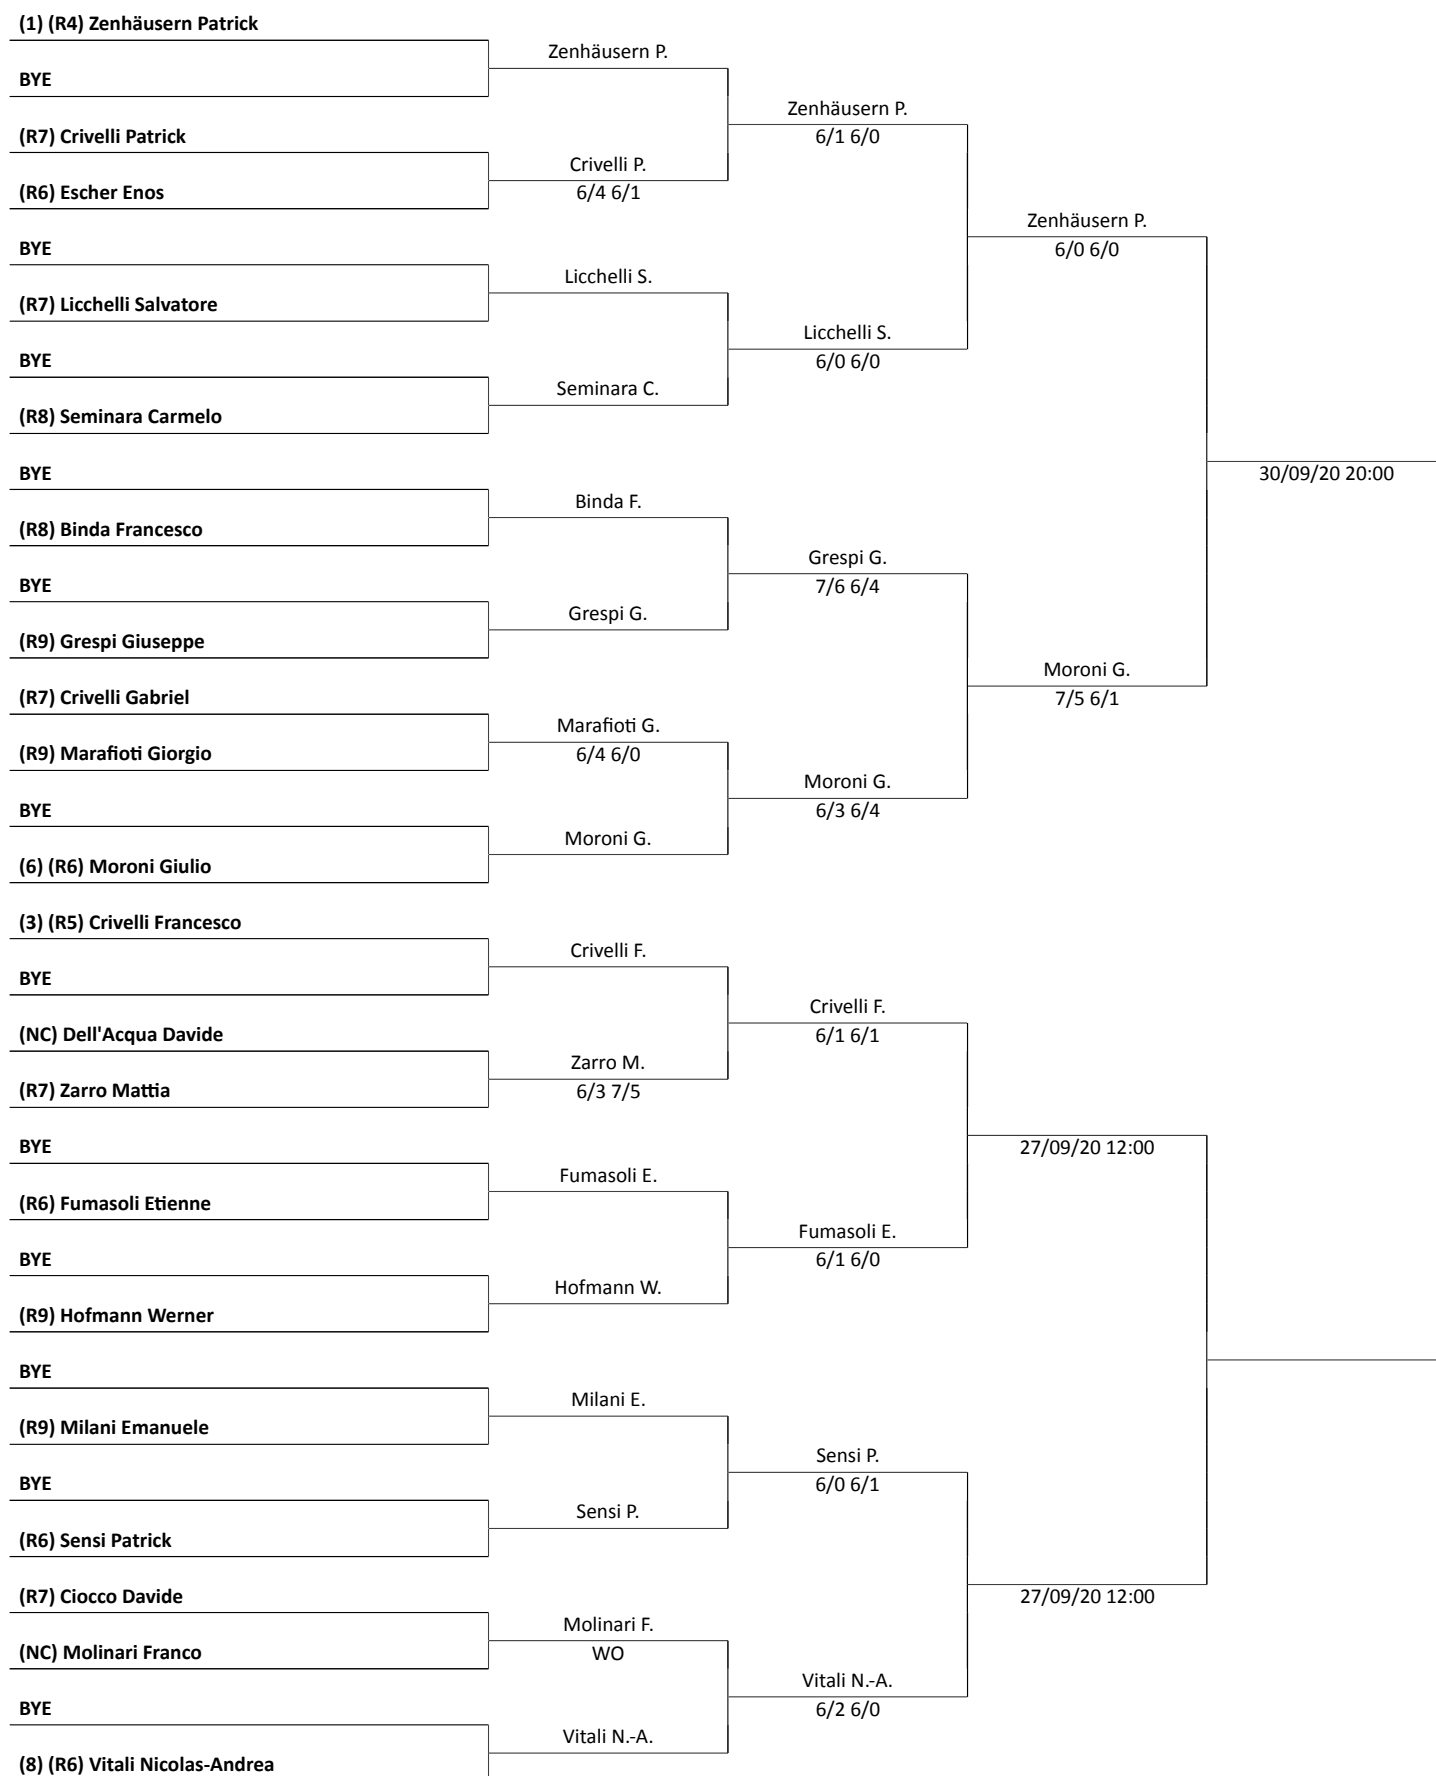 (1) (R4) Zenhäusern Patrick
Zenhäusern P.
BYE
Zenhäusern P.
6/1 6/0
(R7) Crivelli Patrick
Crivelli P.
6/4 6/1
(R6) Escher Enos
Zenhäusern P.
6/0 6/0
BYE
Licchelli S.
(R7) Licchelli Salvatore
Licchelli S.
6/0 6/0
BYE
Seminara C.
(R8) Seminara Carmelo
30/09/20 20:00
BYE
Binda F.
(R8) Binda Francesco
Grespi G.
7/6 6/4
BYE
Grespi G.
(R9) Grespi Giuseppe
Moroni G.
7/5 6/1
(R7) Crivelli Gabriel
Marafioti G.
6/4 6/0
(R9) Marafioti Giorgio
Moroni G.
6/3 6/4
BYE
Moroni G.
(6) (R6) Moroni Giulio
(3) (R5) Crivelli Francesco
Crivelli F.
BYE
Crivelli F.
6/1 6/1
(NC) Dell'Acqua Davide
Zarro M.
6/3 7/5
(R7) Zarro Mattia
27/09/20 12:00
BYE
Fumasoli E.
(R6) Fumasoli Etienne
Fumasoli E.
6/1 6/0
BYE
Hofmann W.
(R9) Hofmann Werner
BYE
Milani E.
(R9) Milani Emanuele
Sensi P.
6/0 6/1
BYE
Sensi P.
(R6) Sensi Patrick
27/09/20 12:00
(R7) Ciocco Davide
Molinari F.
WO
(NC) Molinari Franco
Vitali N.-A.
6/2 6/0
BYE
Vitali N.-A.
(8) (R6) Vitali Nicolas-Andrea